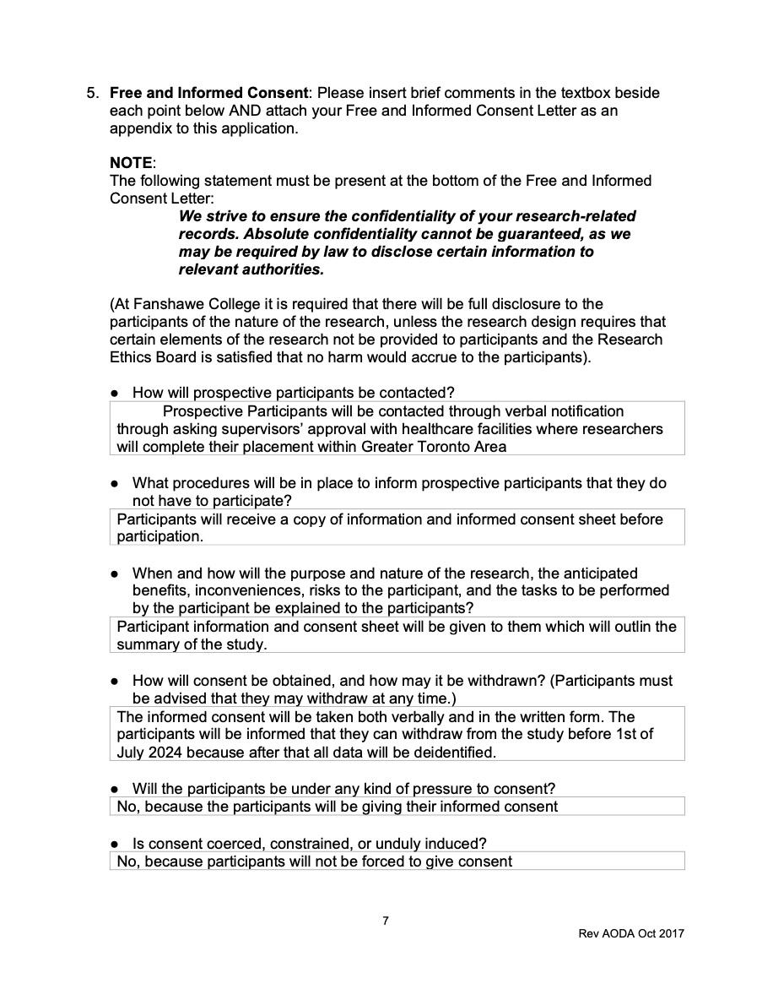 5. Free and Informed Consent: Please insert brief comments in the textbox beside
each point below AND attach your Free and Informed Consent Letter as an
appendix to this application.
NOTE:
The following statement must be present at the bottom of the Free and Informed
Consent Letter:
We strive to ensure the confidentiality of your research-related
records. Absolute confidentiality cannot be guaranteed, as we
may be required by law to disclose certain information to
relevant authorities.
(At Fanshawe College it is required that there will be full disclosure to the
participants of the nature of the research, unless the research design requires that
certain elements of the research not be provided to participants and the Research
Ethics Board is satisfied that no harm would accrue to the participants).
● How will prospective participants be contacted?
Prospective Participants will be contacted through verbal notification
through asking supervisors’ approval with healthcare facilities where researchers
will complete their placement within Greater Toronto Area
● What procedures will be in place to inform prospective participants that they do
not have to participate?
Participants will receive a copy of information and informed consent sheet before
participation.
● When and how will the purpose and nature of the research, the anticipated
benefits, inconveniences, risks to the participant, and the tasks to be performed
by the participant be explained to the participants?
Participant information and consent sheet will be given to them which will outlin the
summary of the study.
● How will consent be obtained, and how may it be withdrawn? (Participants must
be advised that they may withdraw at any time.)
The informed consent will be taken both verbally and in the written form. The
participants will be informed that they can withdraw from the study before 1st of
July 2024 because after that all data will be deidentified.
● Will the participants be under any kind of pressure to consent?
No, because the participants will be giving their informed consent
● Is consent coerced, constrained, or unduly induced?
No, because participants will not be forced to give consent
7
Rev AODA Oct 2017